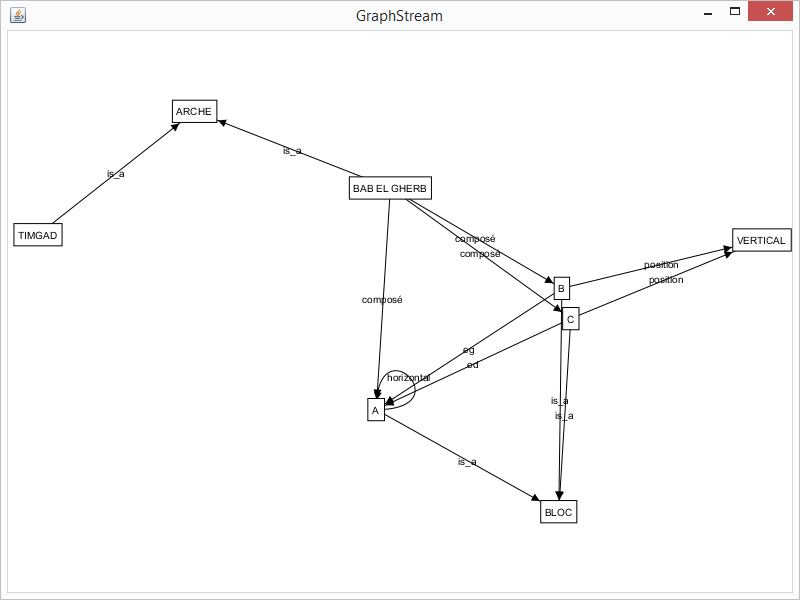 GraphStream
ARCHE
is_a
is_a
BAB EL GHERB
TIMGAD
composé
VERTICAL
composé
position
position
B
composé
C
eg
ed
horizontal
is_a
A
is_a
is_a
BLOC